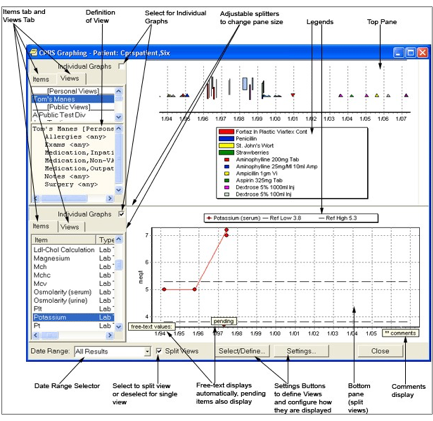 Items tab and
Views Tab
Definition
of View
Select for Individual
Graphs
Adjustable splitters
to change pane size
Legends
Top Pane
CPRS Graphing - Patient: Cprspatient,Six
Individual Graphs
Items Views
[Personal Views]
Tom's Manes
[Public Views]
A Public Test Div
Tom's Manes [Persona
Allergies <any>
Exams <any>
Medication,Inpati
Medication,Non-VA
Medication,Outpat
Notes <any>
Surgery <any>
1/94 1/95 1/96 1/97 1/98 1/99 1/00 1/01 1/02 1/03 1/04 1/05 1/06 1/07
Fortaz In Plastic Viaflex Cont
Penicillin
St. John's Wort
Strawberries
Aminophylline 200mg Tab
Aminophylline 25mg/Ml 10ml Amp
Ampicillin 1gm Vi
Aspirin 325mg Tab
Dextrose 5% 1000ml Inj
Dextrose 5% 100ml Inj
Individual Graphs
Items Views
Item Type
Ldl-Chol Calculation Lab
Magnesium Lab
Mch Lab
Mchc Lab
Mcv Lab
Osmolarity (serum) Lab
Osmolarity (urine) Lab
Plt Lab
Potassium Lab
Pt Lab
Potassium (serum) Ref Low 3.8 Ref High 5.3
7
6
5
4
meq/l
free-text values:
pending
1/94 1/95 1/96 1/97 1/98 1/99 1/00 1/01 1/02 1/03 1/04 1/05
** comments
Date Range: All Results Split Views Select/Define... Settings... Close
Date Range Selector
Select to split view
or deselect for single
view
Free-text displays
automatically, pending
items also display
Settings Buttons
to define Views
and configure how
they are displayed
Bottom
pane
(split
views)
Comments
display